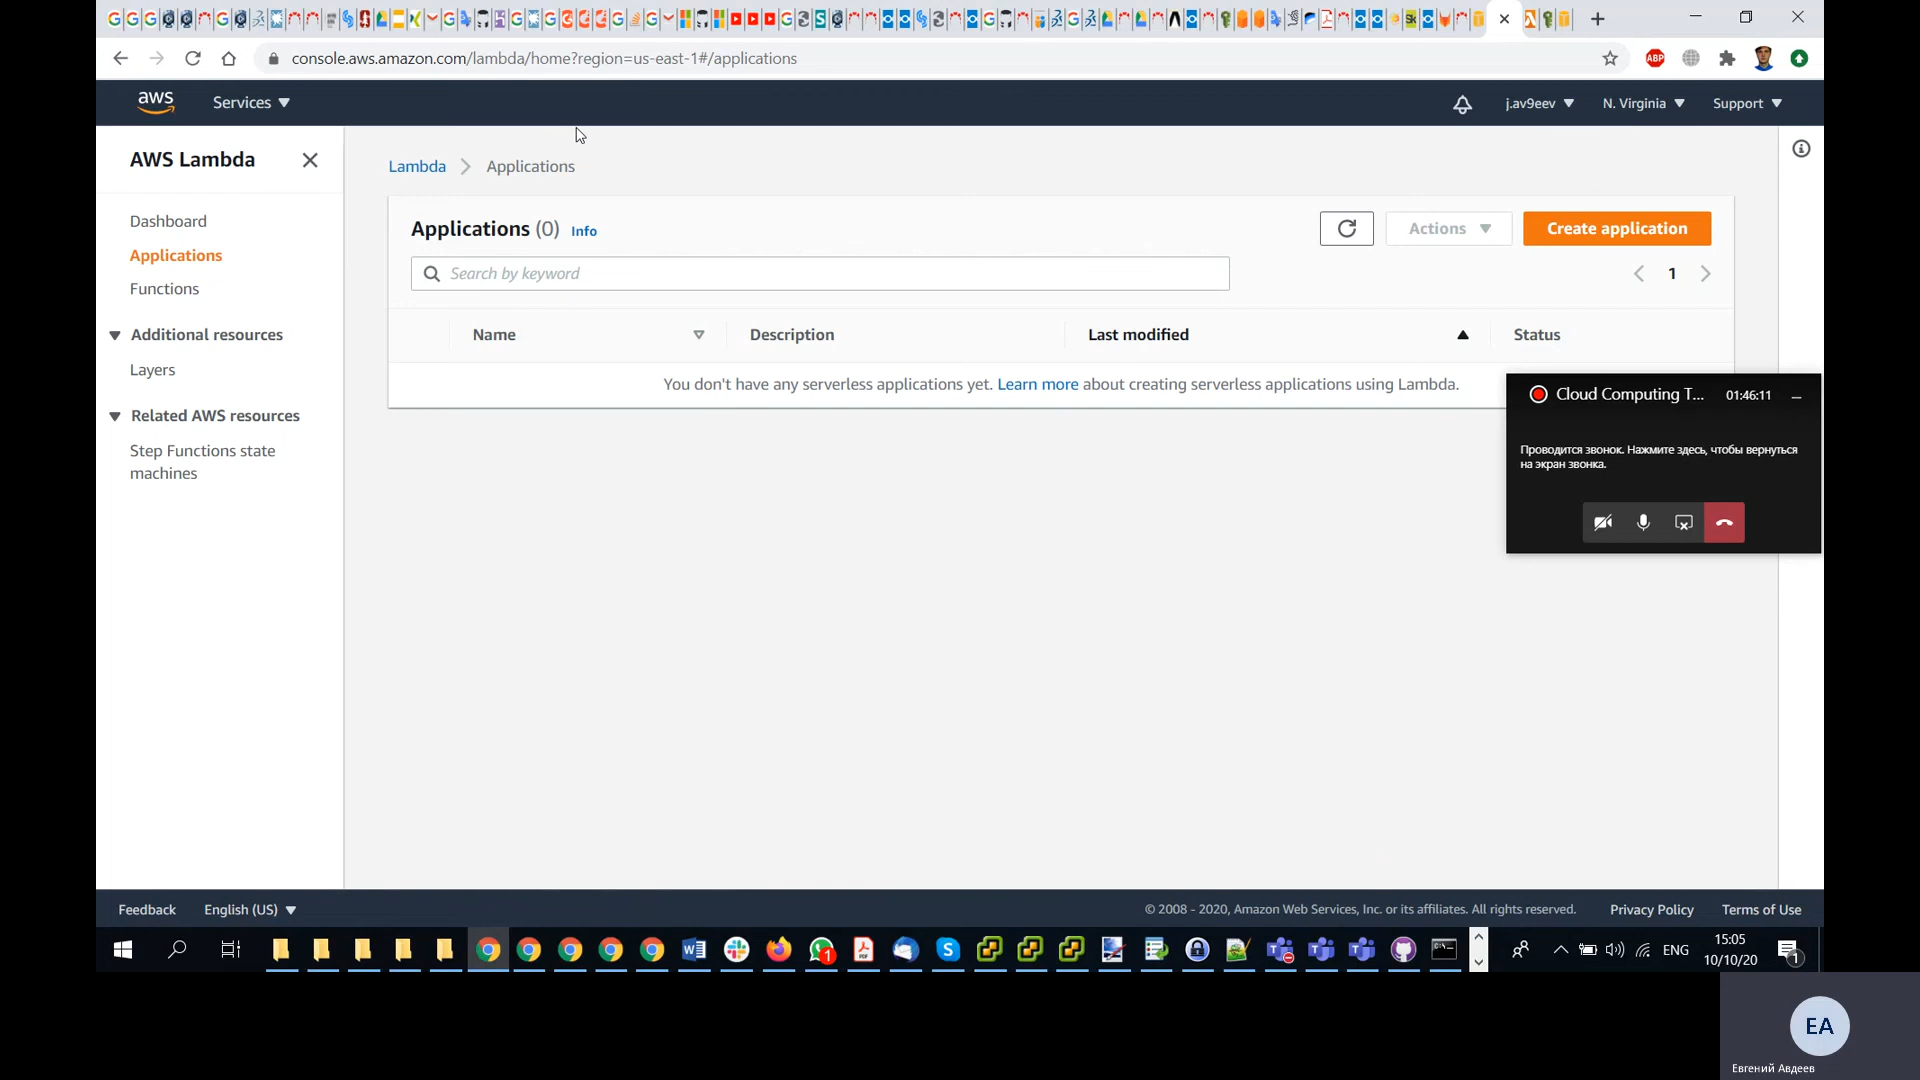 console.aws.amazon.com/lambda/home?region=us-east-1#/applications
ABP
aws
Services
j.av9eev
N. Virginia
Support
AWS Lambda
Dashboard
Applications
Functions
Additional resources
Layers
Related AWS resources
Step Functions state
machines
Lambda
Applications
Applications (0) Info
Actions
Create application
Search by keyword
1
Name
Description
Last modified
Status
You don't have any serverless applications yet. Learn more about creating serverless applications using Lambda.
Cloud Computing T...
01:46:11
Проводится звонок. Нажмите здесь, чтобы вернуться
на экран звонка.
Feedback
English (US)
© 2008 - 2020, Amazon Web Services, Inc. or its affiliates. All rights reserved.
Privacy Policy
Terms of Use
1
ENG
15:05
10/10/20
1
EA
Евгений Авдеев